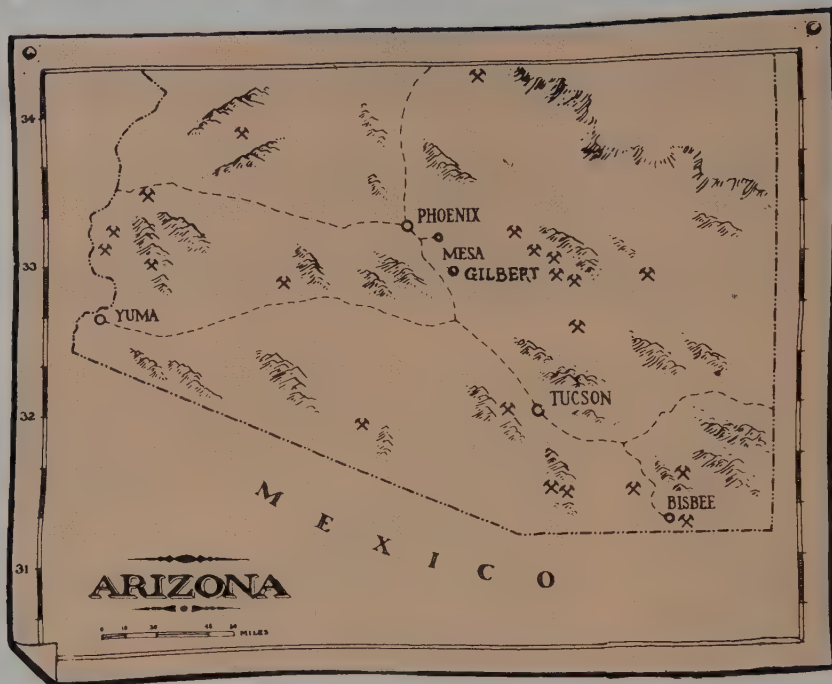 34
PHOENIX
MESA
33
GILBERT
YUMA
TUCSON
32
BISBEE
MEXICO
31
ARIZONA
MILES